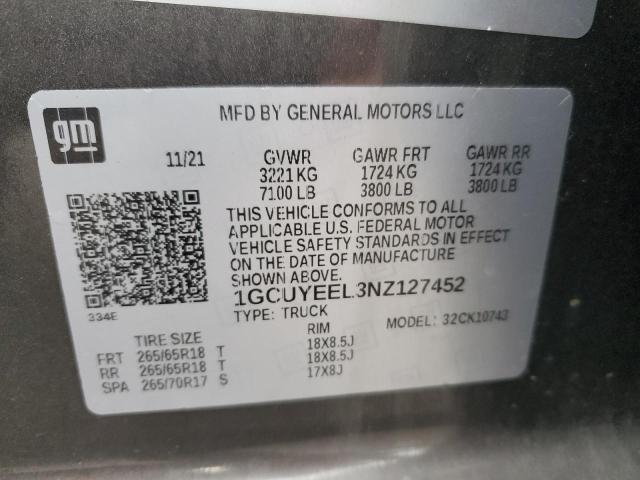 gm
MFD BY GENERAL MOTORS LLC
11/21 GVWR GAWR FRT GAWR RR
3221 KG 1724 KG 1724 KG
7100 LB 3800 LB 3800 LB
THIS VEHICLE CONFORMS TO ALL
APPLICABLE U.S. FEDERAL MOTOR
VEHICLE SAFETY STANDARDS IN EFFECT
ON THE DATE OF MANUFACTURE
SHOWN ABOVE.
334E
1GCUYEEL3NZ127452
TYPE: TRUCK MODEL: 32CK10743
TIRE SIZE RIM
FRT 265/65R18 T 18X8.5J
RR 265/65R18 T 18X8.5J
SPA 265/70R17 S 17X8J